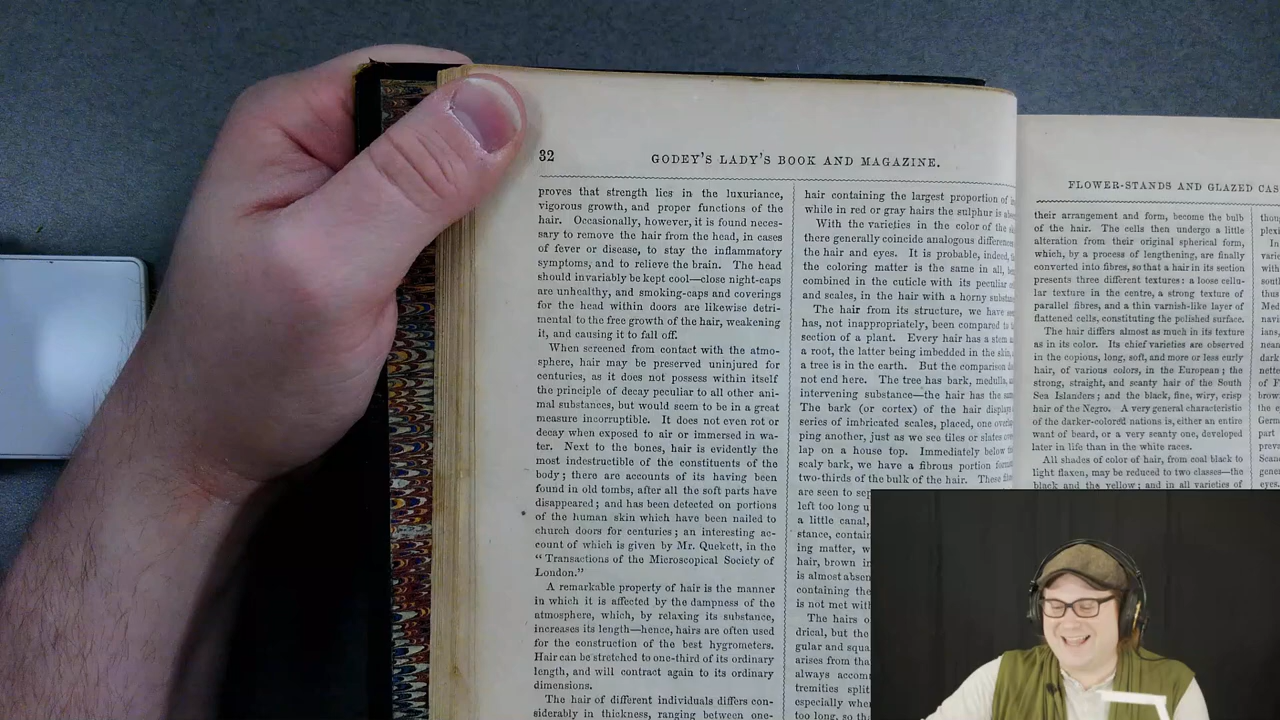 32
GODEY'S LADY'S BOOK AND MAGAZINE.
proves that strength lies in the luxuriance,
vigorous growth, and proper functions of the
hair. Occasionally, however, it is found neces-
sary to remove the hair from the head, in cases
of fever or disease, to stay the inflammatory
symptoms, and to relieve the brain. The head
should invariably be kept cool—close night-caps
are unhealthy, and smoking-caps and coverings
for the head within doors are likewise detri-
mental to the free growth of the hair, weakening
it, and causing it to fall off.
When screened from contact with the atmo-
sphere, hair may be preserved uninjured for
centuries, as it does not possess within itself
the principle of decay peculiar to all other ani-
mal substances, but would seem to be in a great
measure incorruptible. It does not even rot or
decay when exposed to air or immersed in wa-
ter. Next to the bones, hair is evidently the
most indestructible of the constituents of the
body; there are accounts of its having been
found in old tombs, after all the soft parts have
disappeared; and has been detected on portions
of the human skin which have been nailed to
church doors for centuries; an interesting ac-
count of which is given by Mr. Quekett, in the
"Transactions of the Microscopical Society of
London."
A remarkable property of hair is the manner
in which it is affected by the dampness of the
atmosphere, which, by relaxing its substance,
increases its length—hence, hairs are often used
for the construction of the best hygrometers.
Hair can be stretched to one-third of its ordinary
length, and will contract again to its ordinary
dimensions.
The hair of different individuals differs con-
siderably in thickness, ranging between one-
hair containing the largest proportion of
while in red or gray hairs the sulphur is
With the varieties in the color of the
there generally coincide analogous
the hair and eyes. It is probable, indeed,
the coloring matter is the same in all,
combined in the cuticle with its peculiar
and scales, in the hair with a horny
The hair from its structure, we have
has, not inappropriately, been compared to
section of a plant. Every hair has a stem
a root, the latter being imbedded in the skin,
a tree is in the earth. But the comparison
not end here. The tree has bark, medulla,
intervening substance—the hair has the
The bark (or cortex) of the hair
series of imbricated scales, placed, one
ping another, just as we see tiles or slates
lap on a house top. Immediately below
scaly bark, we have a fibrous portion
two-thirds of the bulk of the hair. These
are seen to
left too long
a little canal,
stance,
ing matter,
hair, brown in
is almost
containing the
is not met
The hairs
drical, but the
gular and
arises from that
always
tremities split
especially
too long, so
FLOWER-STANDS AND GLAZED
their arrangement and form, become the bulb
of the hair. The cells then undergo a little
alteration from their original spherical form,
which, by a process of lengthening, are finally
converted into fibres, so that a hair in its section
presents three different textures: a loose cellu-
lar texture in the centre, a strong texture of
parallel fibres, and a thin varnish-like layer of
flattened cells, constituting the polished surface.
The hair differs almost as much in its texture
as in its color. Its chief varieties are observed
in the copious, long, soft, and more or less curly
hair, of various colors, in the European; the
strong, straight, and scanty hair of the South
Sea Islanders; and the black, fine, wiry, crisp
hair of the Negro. A very general characteristic
of the darker-colored nations is, either an entire
want of beard, or a very scanty one, developed
later in life than in the white races.
All shades of color of hair, from coal black to
light flaxen, may be reduced to two classes—the
black and the yellow; and in all varieties of